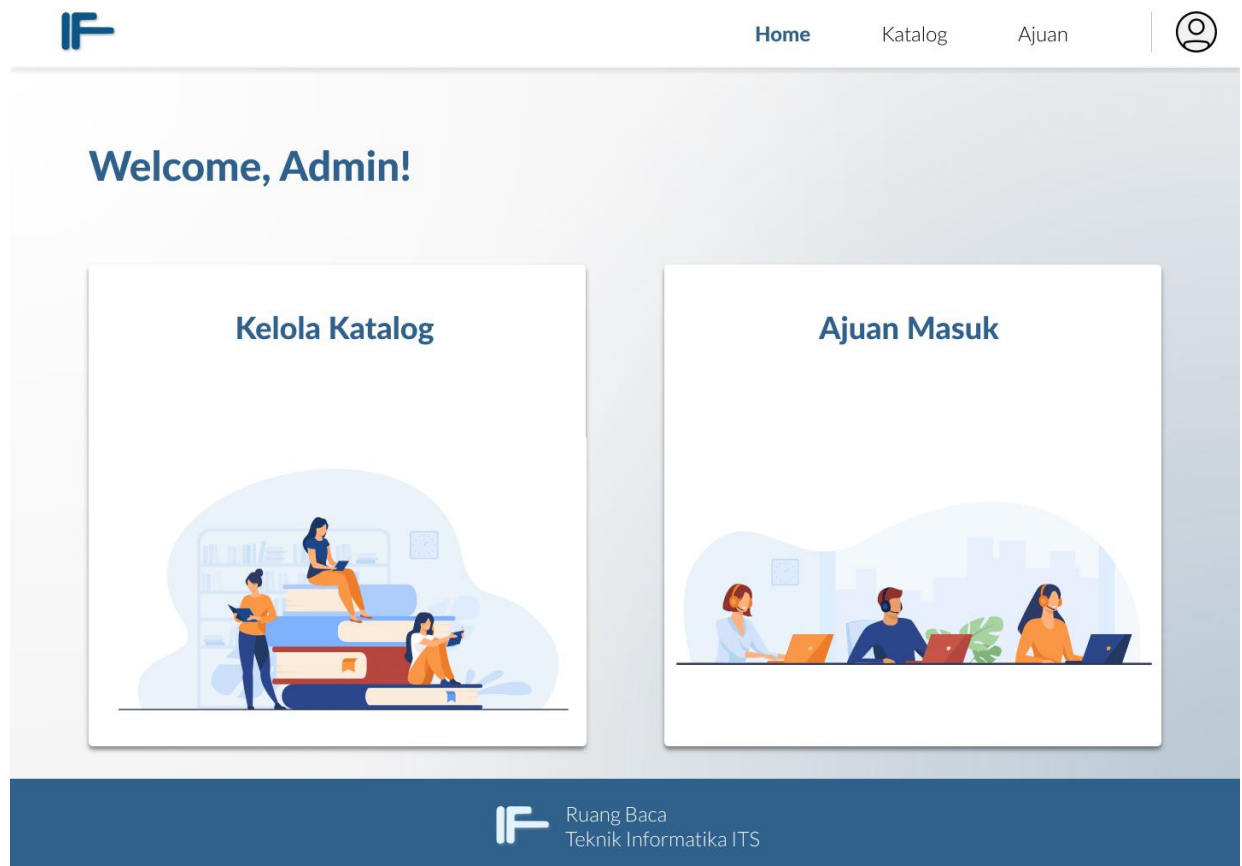 IF
Home Katalog Ajuan
Welcome, Admin!
Kelola Katalog
Ajuan Masuk
IF
Ruang Baca
Teknik Informatika ITS